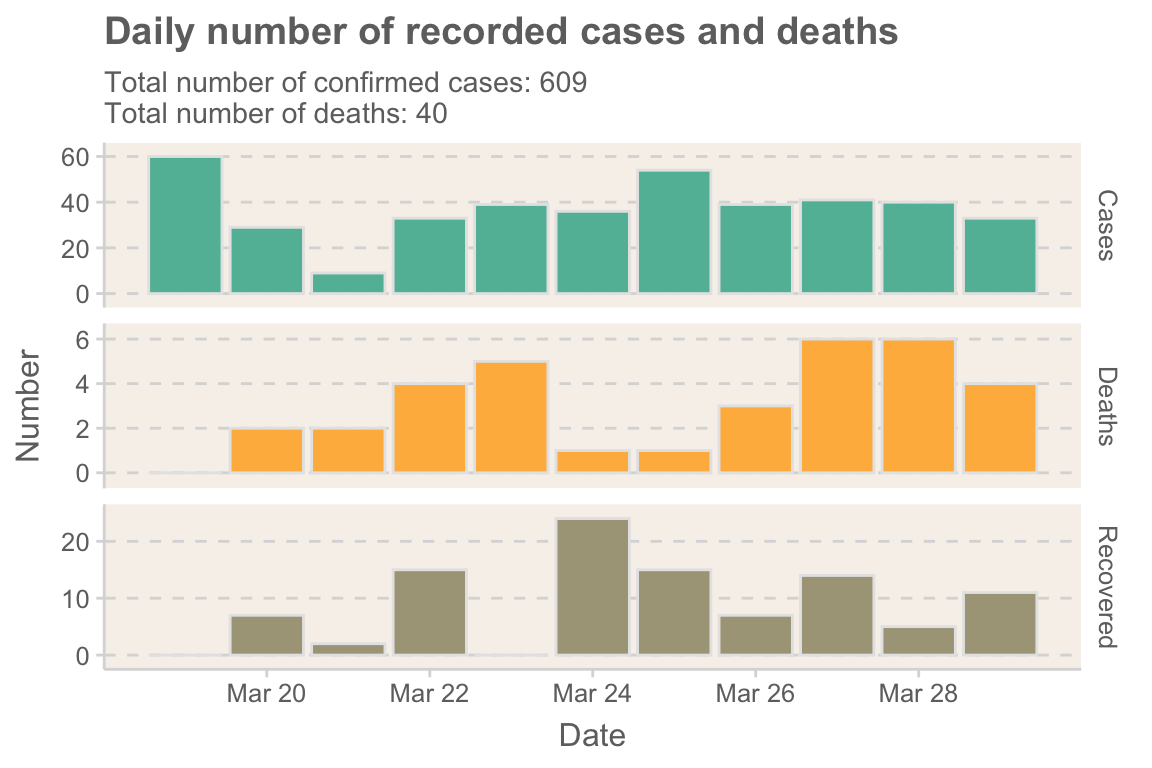 Daily number of recorded cases and deaths
Total number of confirmed cases: 609
Total number of deaths: 40
60
40
20
0
Cases
6
4
2
0
Deaths
20
10
0
Recovered
Number
Mar 20 Mar 22 Mar 24 Mar 26 Mar 28
Date